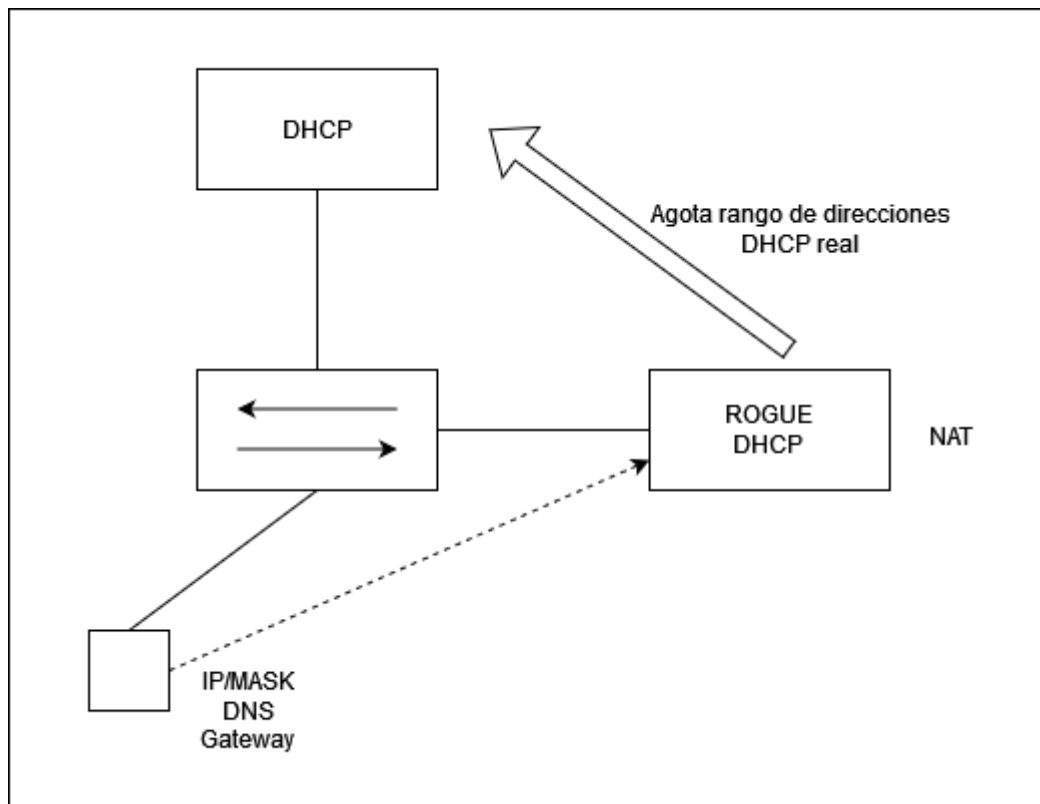 DHCP
Agota rango de direcciones
DHCP real
ROGUE
DHCP
NAT
IP/MASK
DNS
Gateway